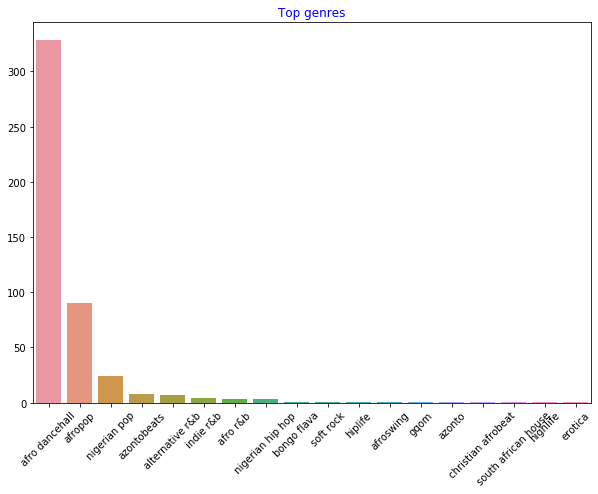 Top genres
300
250
200
150
100
50
0
afro dancehall
afropop
nigerian pop
azontobeats
alternative r&b
indie r&b
afro r&b
nigerian hip hop
bongo flava
soft rock
hiplife
afroswing
gqom
azonto
christian afrobeat
south african house
highlife
erotica